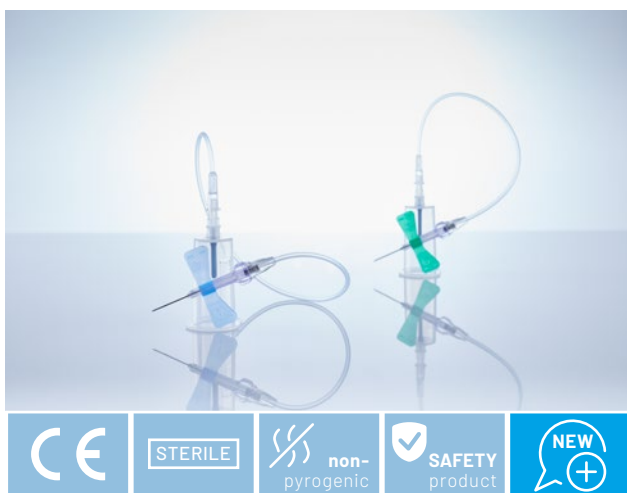 CE
STERILE
non-
pyrogenic
SAFETY
product
NEW